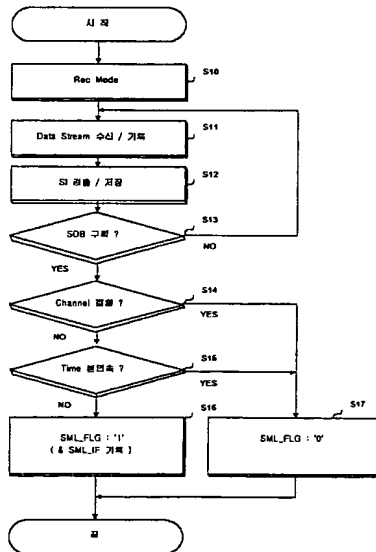 시 작
Rec Mode
S10
Data Stream 수신 / 기록
S11
SI 검출 / 저장
S12
SOB 구획 ?
S13
NO
YES
Channel 절환 ?
S14
YES
NO
Time 불연속 ?
S15
YES
NO
S16
SML_FLG : '1'
( & SML_IF 기록 )
S17
SML_FLG : '0'
끝